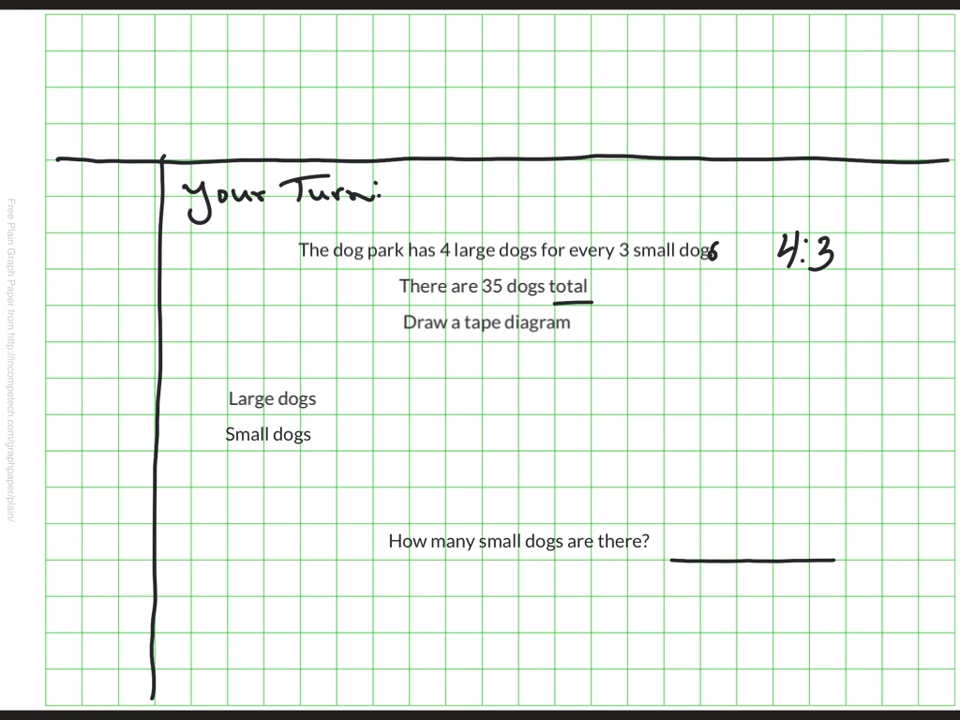 Your Turn:
The dog park has 4 large dogs for every 3 small dogs 4:3
There are 35 dogs total
Draw a tape diagram
Large dogs
Small dogs
How many small dogs are there?
Free Plain Graph Paper from http://incompetech.com/graphpaper/plain/